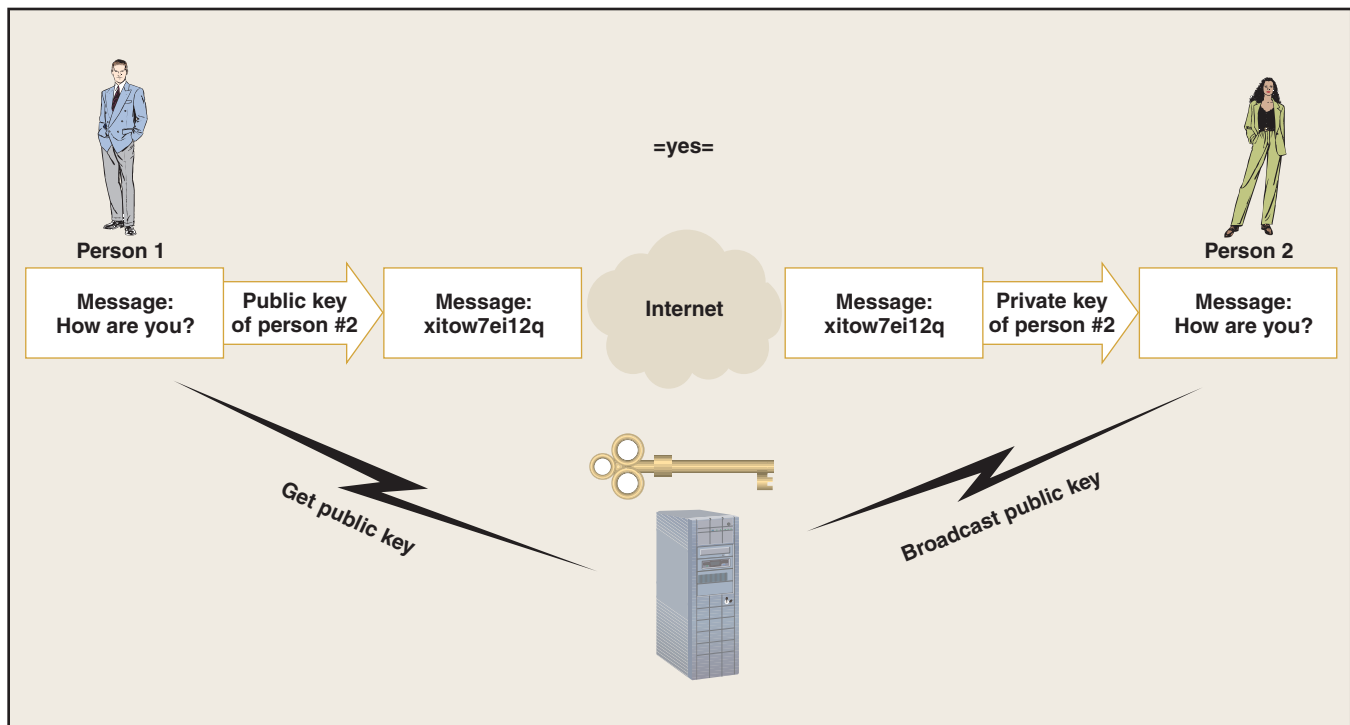 =yes=
Person 1
Person 2
Message:
How are you?
Public key
of person #2
Message:
xitow7ei12q
Internet
Message:
xitow7ei12q
Private key
of person #2
Message:
How are you?
Get public key
Broadcast public key